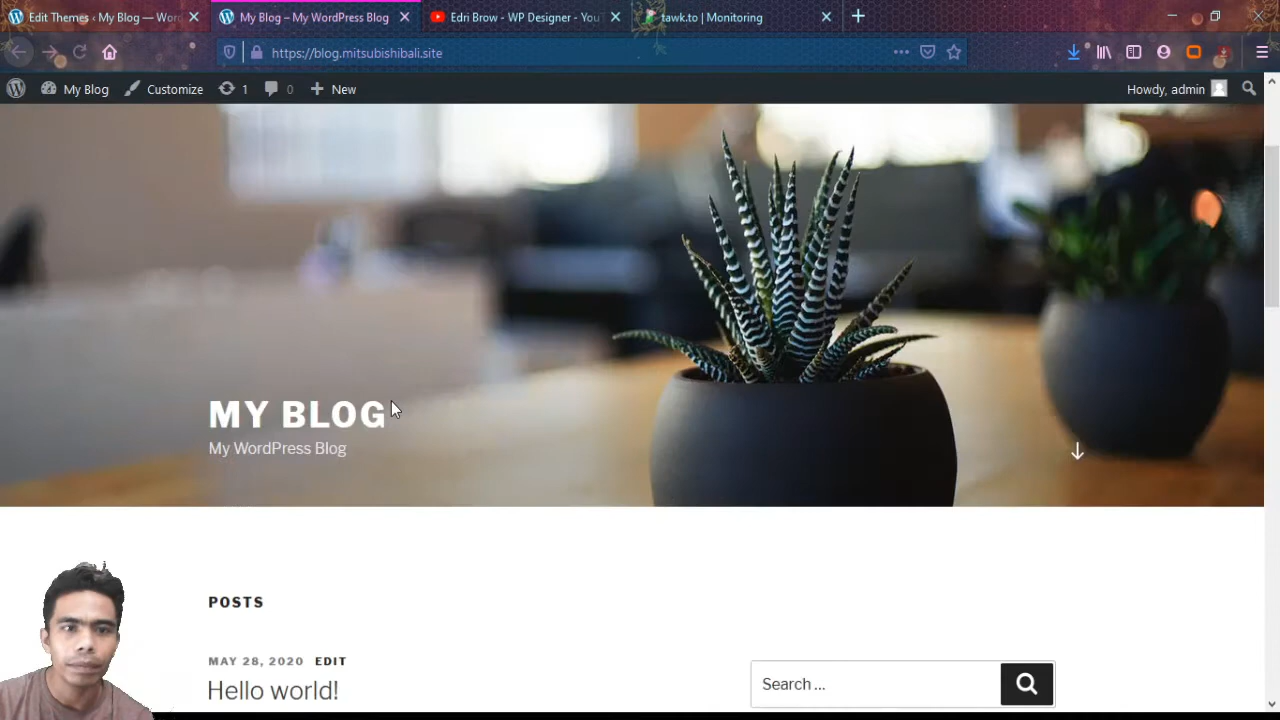 Edit Themes ‹ My Blog — Wor
My Blog – My WordPress Blog
Edri Brow - WP Designer - You
tawk.to | Monitoring
https://blog.mitsubishibali.site
My Blog
Customize
1
0
New
Howdy, admin
MY BLOG
My WordPress Blog
POSTS
MAY 28, 2020 EDIT
Hello world!
Search …